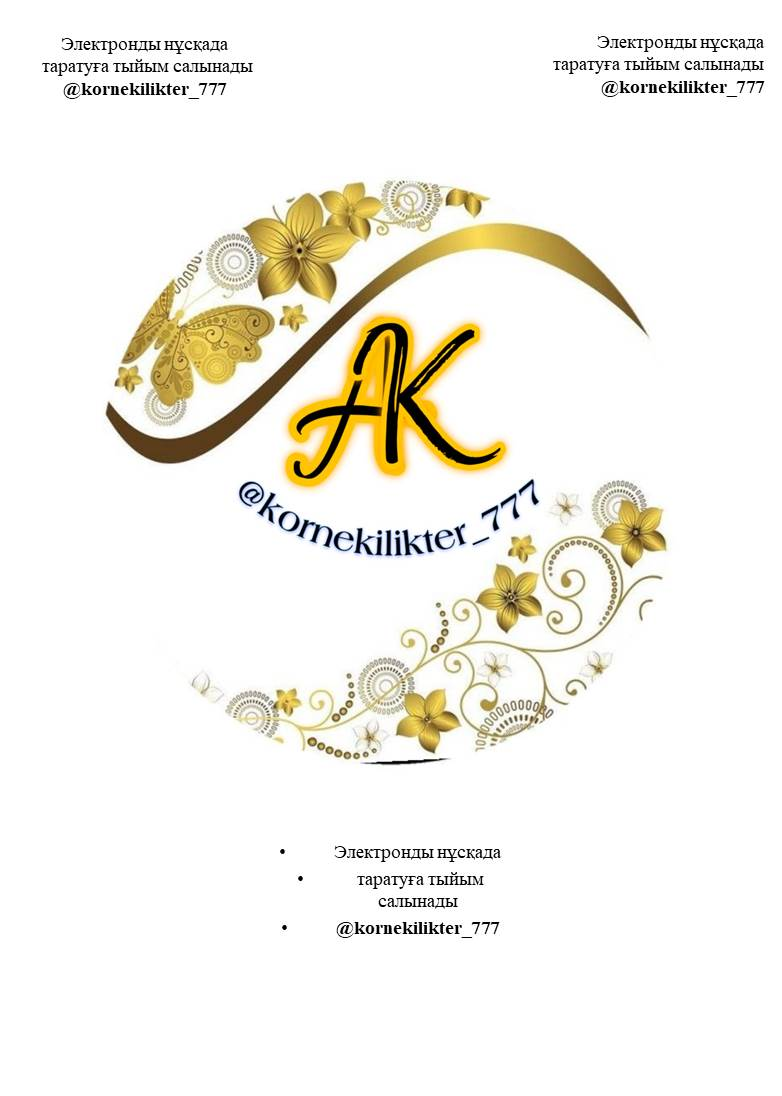 Электронды нұсқада
таратуға тыйым салынады
@kornekilikter_777
Электронды нұсқада
таратуға тыйым салынады
@kornekilikter_777
AK
@kornekilikter_777
• Электронды нұсқада
• таратуға тыйым
салынады
• @kornekilikter_777